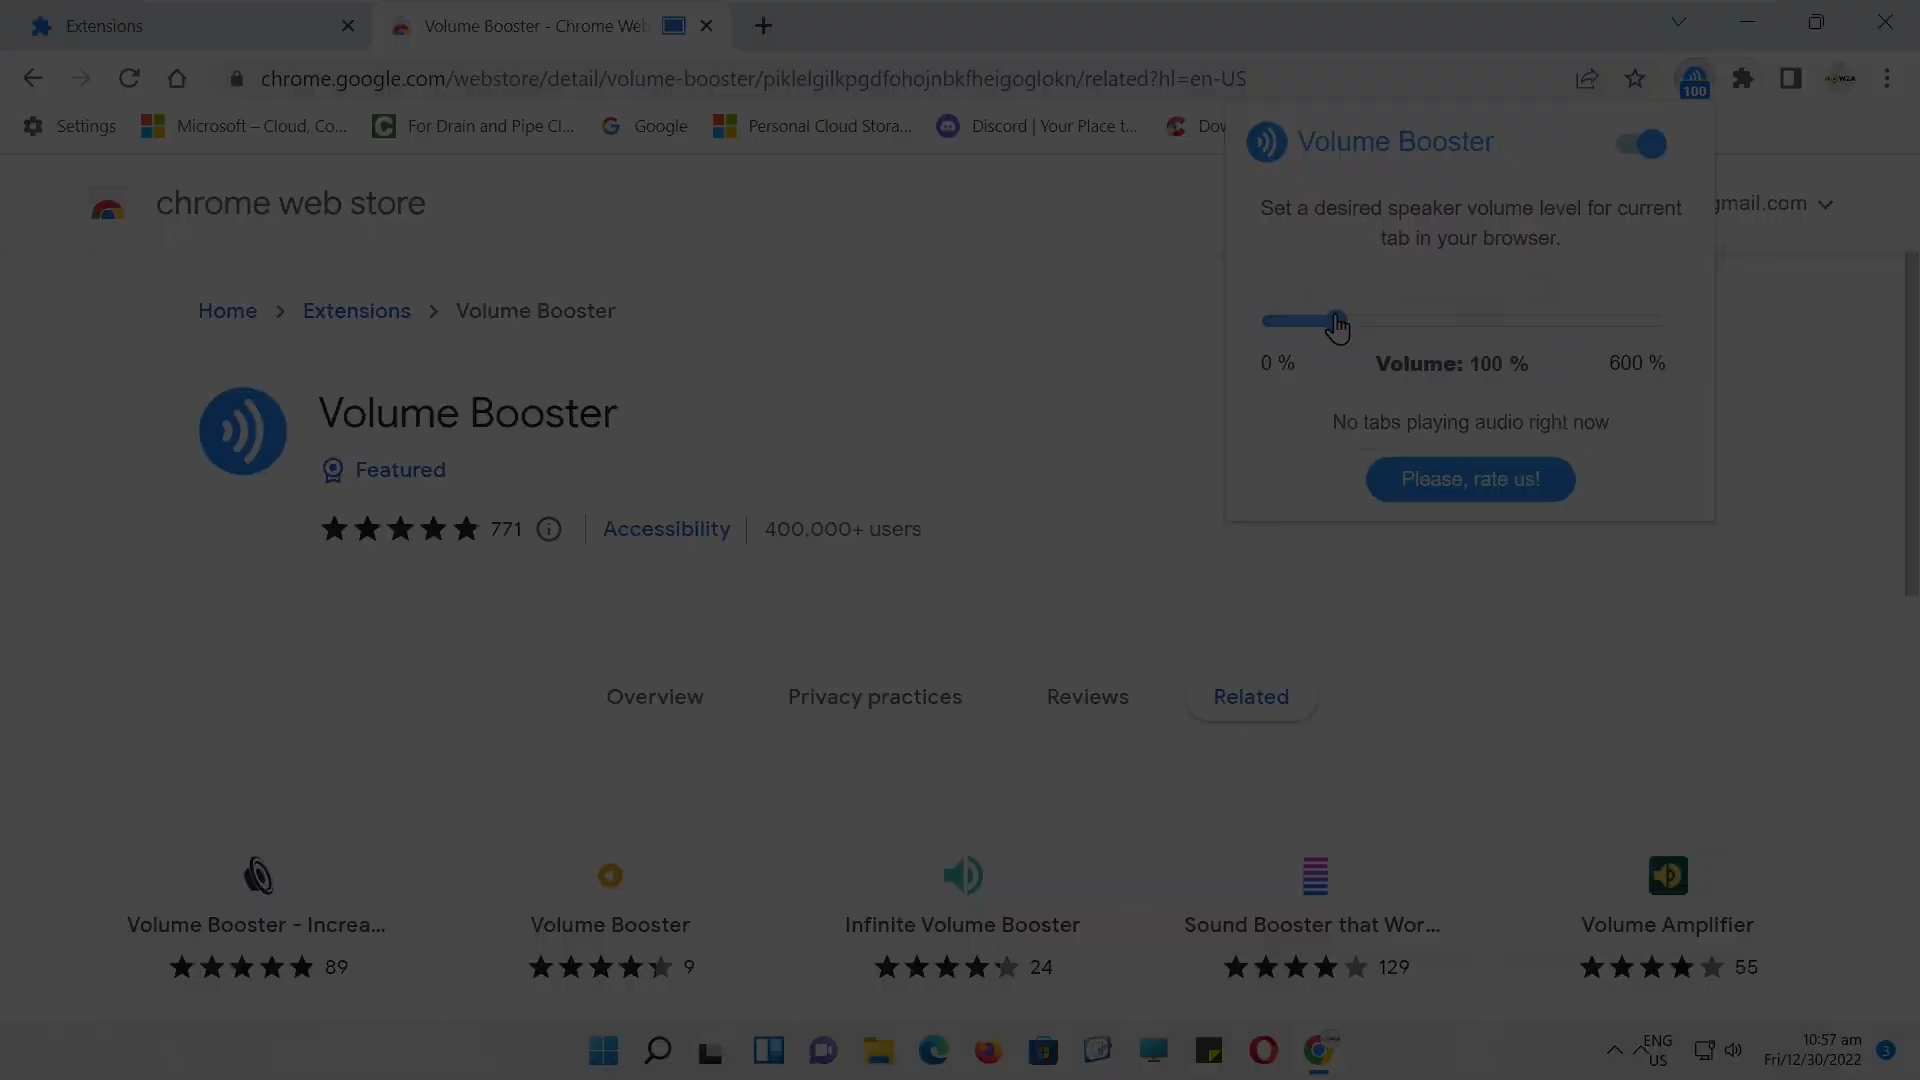 Extensions
Volume Booster - Chrome Web
chrome.google.com/webstore/detail/volume-booster/piklelgilkpgdfohojnbkfheigoglokn/related?hl=en-US
100
Settings
Microsoft – Cloud, Co...
For Drain and Pipe Cl...
Google
Personal Cloud Stora...
Discord | Your Place t...
Dov
Volume Booster
Set a desired speaker volume level for current
tab in your browser.
0 %
Volume: 100 %
600 %
No tabs playing audio right now
Please, rate us!
chrome web store
gmail.com
Home
Extensions
Volume Booster
Volume Booster
Featured
771
Accessibility
400,000+ users
Overview
Privacy practices
Reviews
Related
Volume Booster - Increa...
89
Volume Booster
9
Infinite Volume Booster
24
Sound Booster that Wor...
129
Volume Amplifier
55
ENG
US
10:57 am
Fri/12/30/2022
3